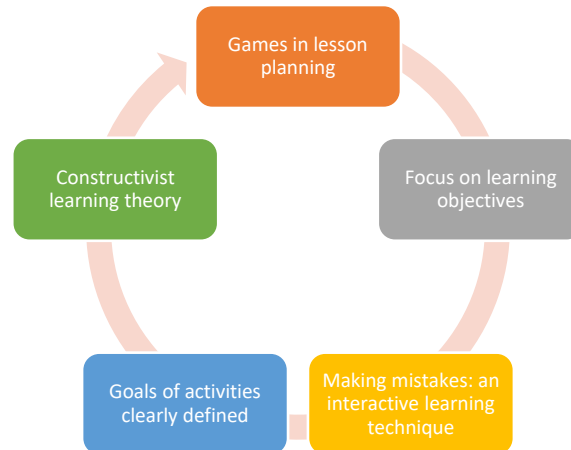 Games in lesson
planning
Focus on learning
objectives
Making mistakes: an
interactive learning
technique
Goals of activities
clearly defined
Constructivist
learning theory